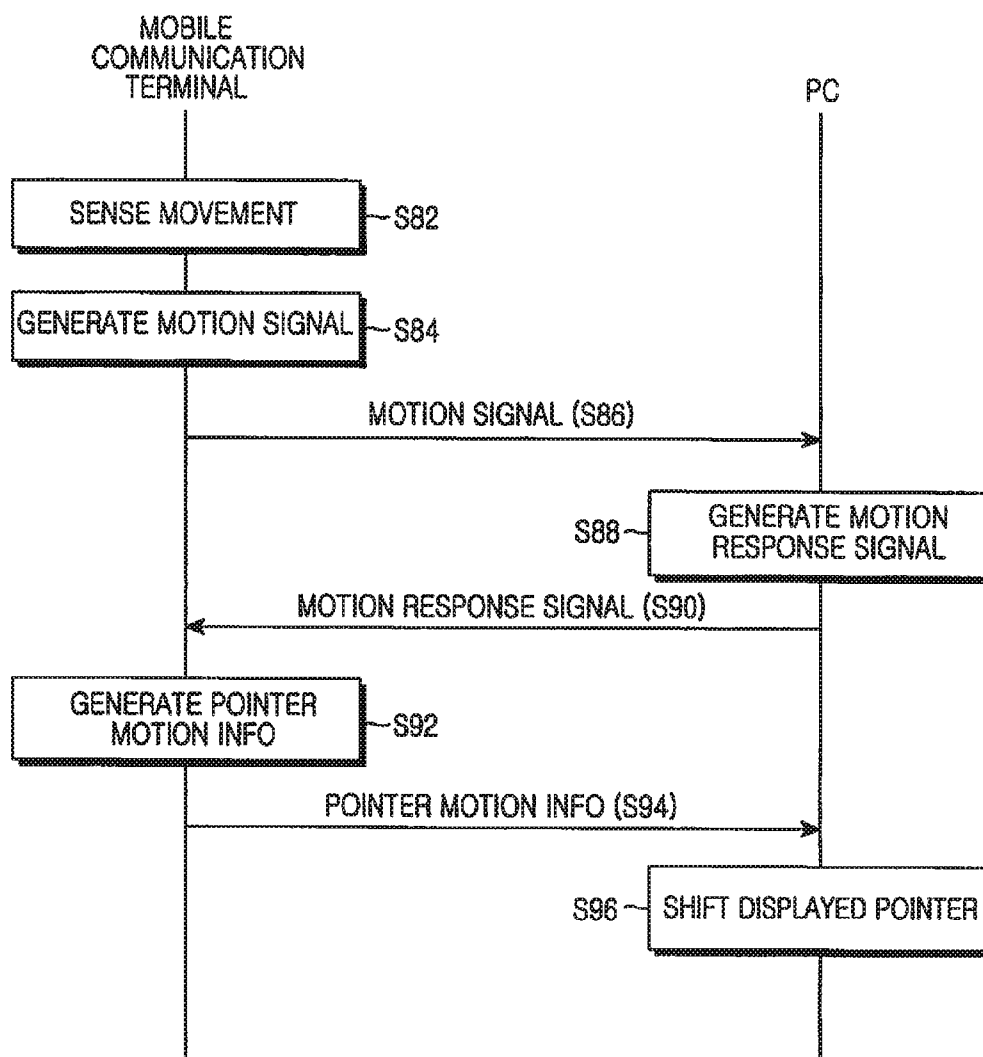 MOBILE
COMMUNICATION
TERMINAL
PC
SENSE MOVEMENT
S82
GENERATE MOTION SIGNAL
S84
MOTION SIGNAL (S86)
S88
GENERATE MOTION
RESPONSE SIGNAL
MOTION RESPONSE SIGNAL (S90)
GENERATE POINTER
MOTION INFO
S92
POINTER MOTION INFO (S94)
S96
SHIFT DISPLAYED POINTER